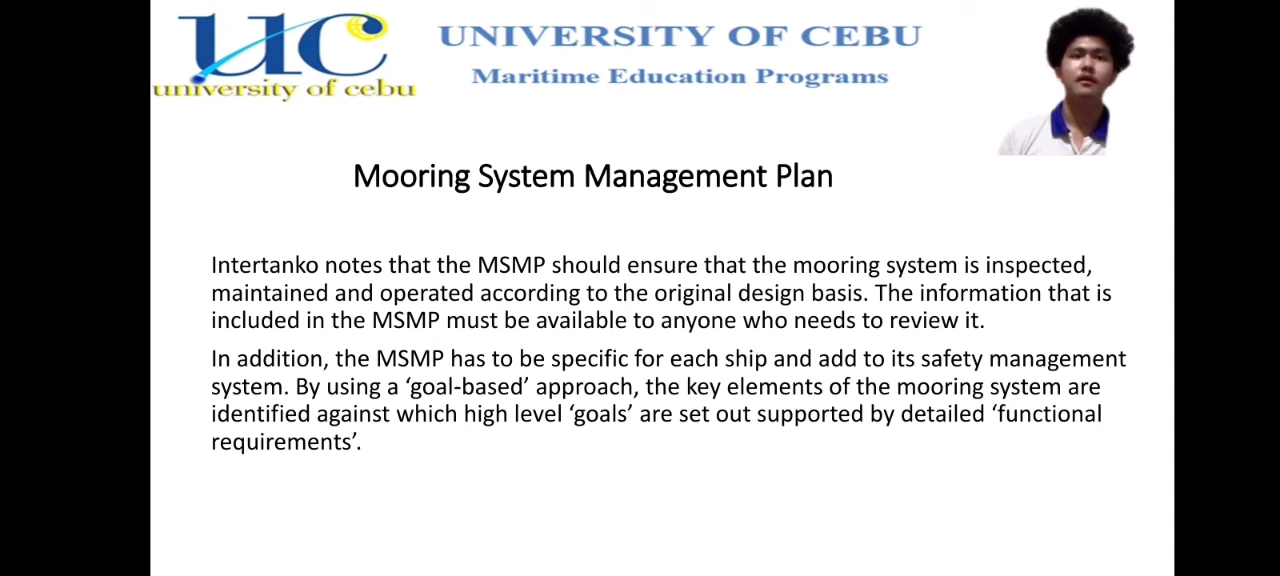 UC
university of cebu
UNIVERSITY OF CEBU
Maritime Education Programs
Mooring System Management Plan
Intertanko notes that the MSMP should ensure that the mooring system is inspected,
maintained and operated according to the original design basis. The information that is
included in the MSMP must be available to anyone who needs to review it.
In addition, the MSMP has to be specific for each ship and add to its safety management
system. By using a ‘goal-based’ approach, the key elements of the mooring system are
identified against which high level ‘goals’ are set out supported by detailed ‘functional
requirements’.